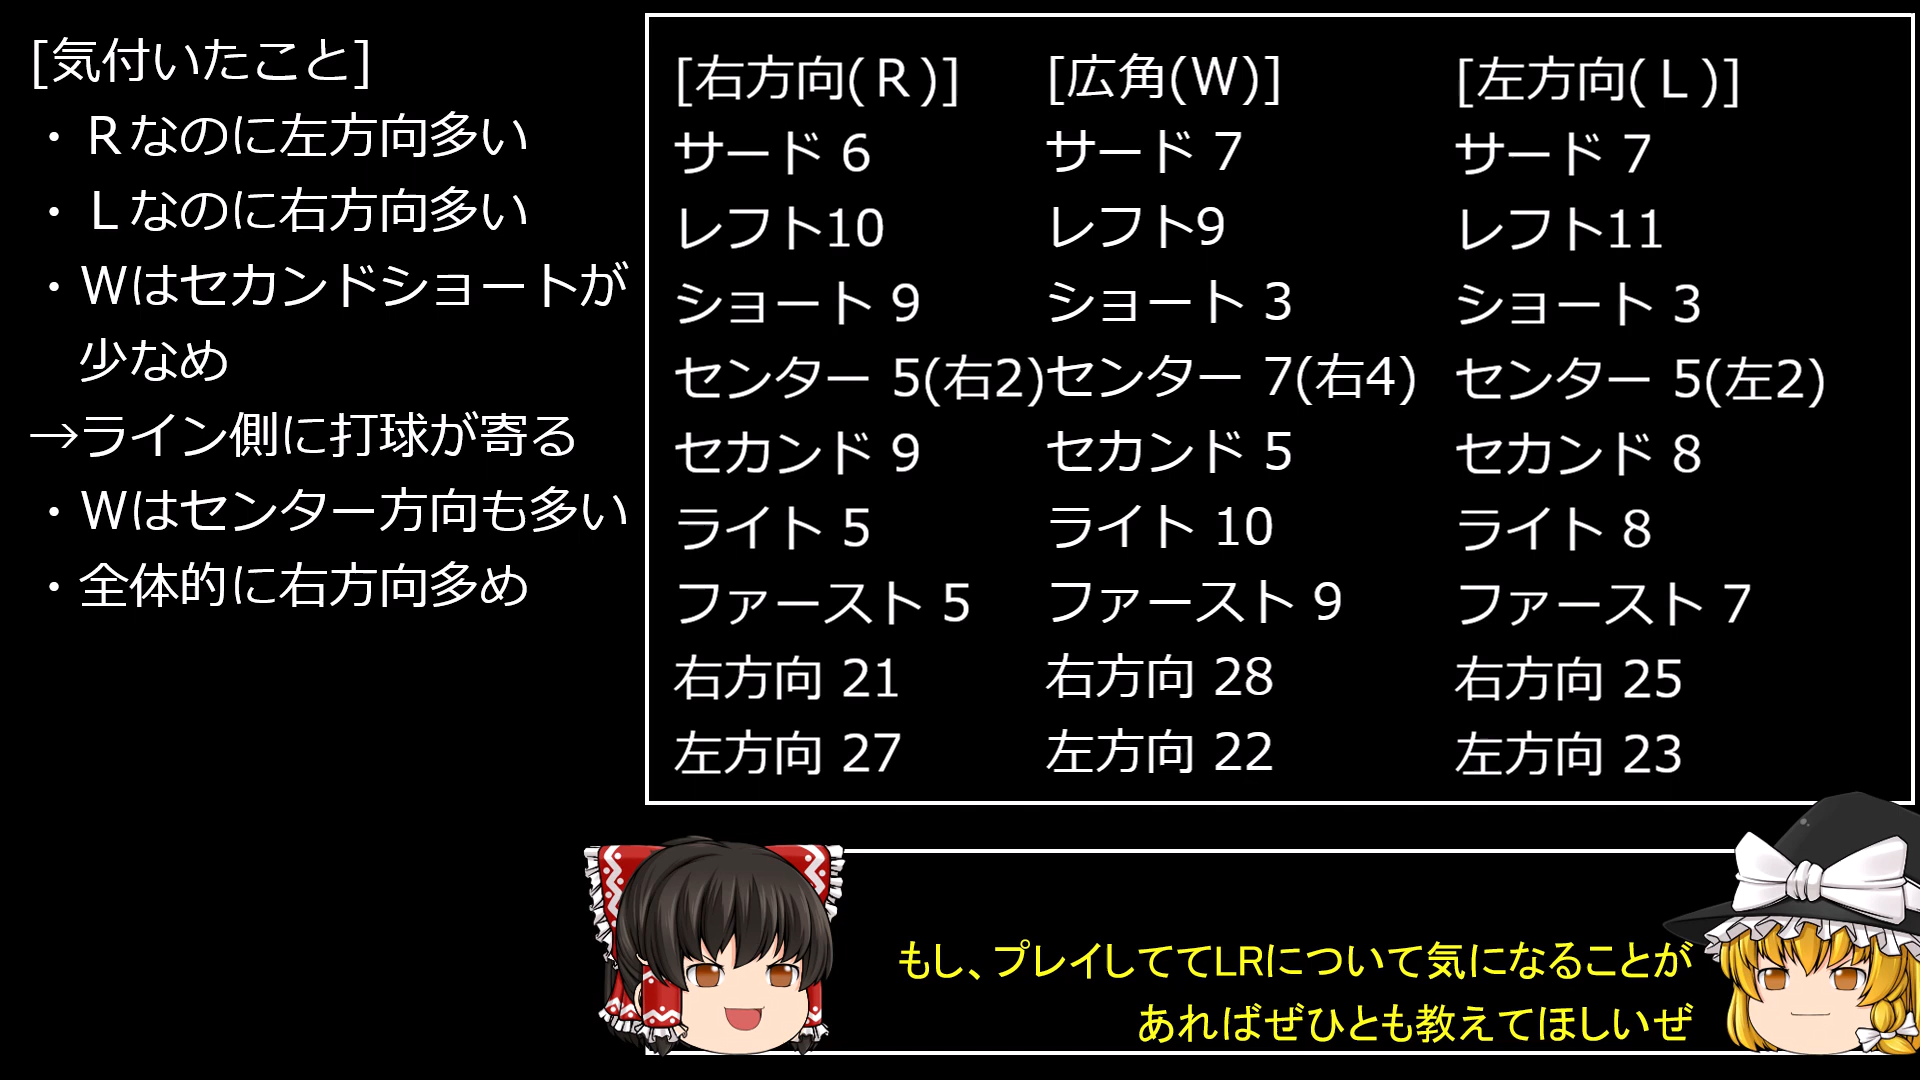 [気付いたこと]
・Ｒなのに左方向多い
・Ｌなのに右方向多い
・Wはセカンドショートが
少なめ
→ライン側に打球が寄る
・Wはセンター方向も多い
・全体的に右方向多め
[右方向(Ｒ)]
サード 6
レフト10
ショート 9
センター 5(右2)
セカンド 9
ライト 5
ファースト 5
右方向 21
左方向 27
[広角(W)]
サード 7
レフト9
ショート 3
センター 7(右4)
セカンド 5
ライト 10
ファースト 9
右方向 28
左方向 22
[左方向(Ｌ)]
サード 7
レフト11
ショート 3
センター 5(左2)
セカンド 8
ライト 8
ファースト 7
右方向 25
左方向 23
もし、プレイしててLRについて気になることが
あればぜひとも教えてほしいぜ